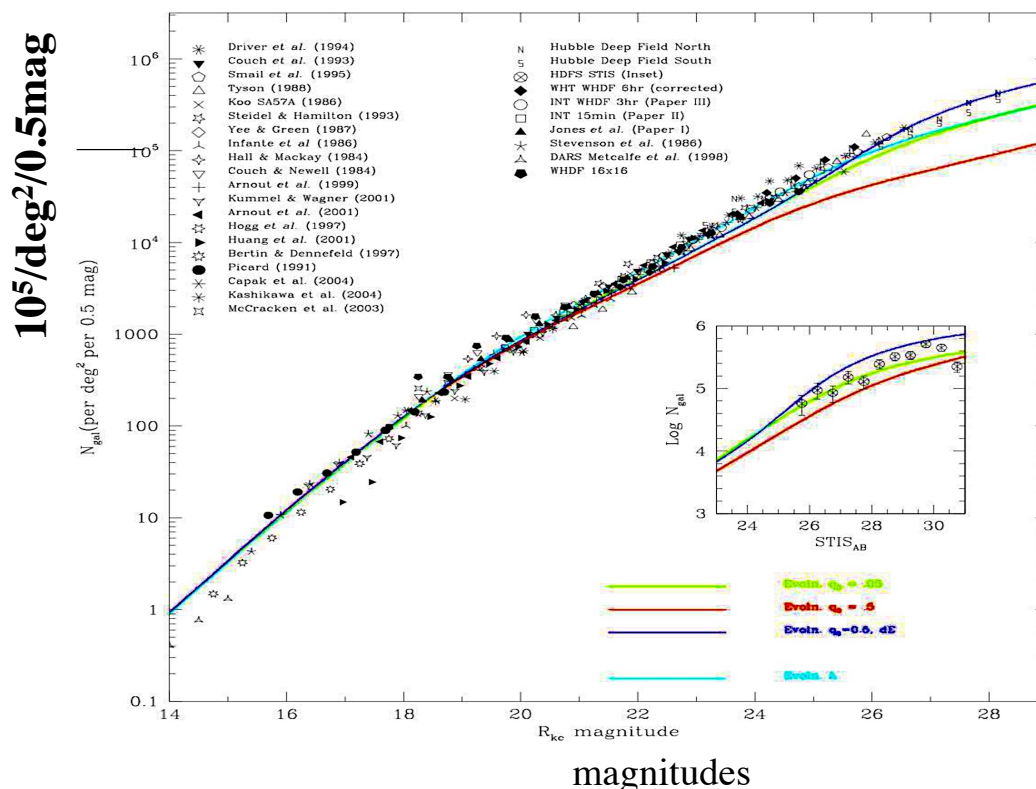 10⁵/deg²/0.5mag
N_gal(per deg² per 0.5 mag)
10⁶
10⁵
10⁴
1000
100
10
1
0.1
Driver et al. (1994)
Couch et al. (1993)
Smail et al. (1995)
Tyson (1988)
Koo SA57A (1986)
Steidel & Hamilton (1993)
Yee & Green (1987)
Infante et al (1986)
Hall & Mackay (1984)
Couch & Newell (1984)
Arnout et al. (1999)
Kummel & Wagner (2001)
Arnout et al. (2001)
Hogg et al. (1997)
Huang et al. (2001)
Bertin & Dennefeld (1997)
Picard (1991)
Capak et al. (2004)
Kashikawa et al. (2004)
McCracken et al. (2003)
N Hubble Deep Field North
S Hubble Deep Field South
HDFS STIS (Inset)
WHT WHDF 6hr (corrected)
INT WHDF 3hr (Paper III)
INT 15min (Paper II)
Jones et al. (Paper I)
Stevenson et al. (1986)
DARS Metcalfe et al. (1998)
WHDF 16x16
Log N_gal
6
5
4
3
24 26 28 30
STIS_AB
Evoln. q₀ = .05
Evoln. q₀ = .5
Evoln. q₀=0.5, dE
Evoln. Λ
14 16 18 20 22 24 26 28
R_kc magnitude
magnitudes